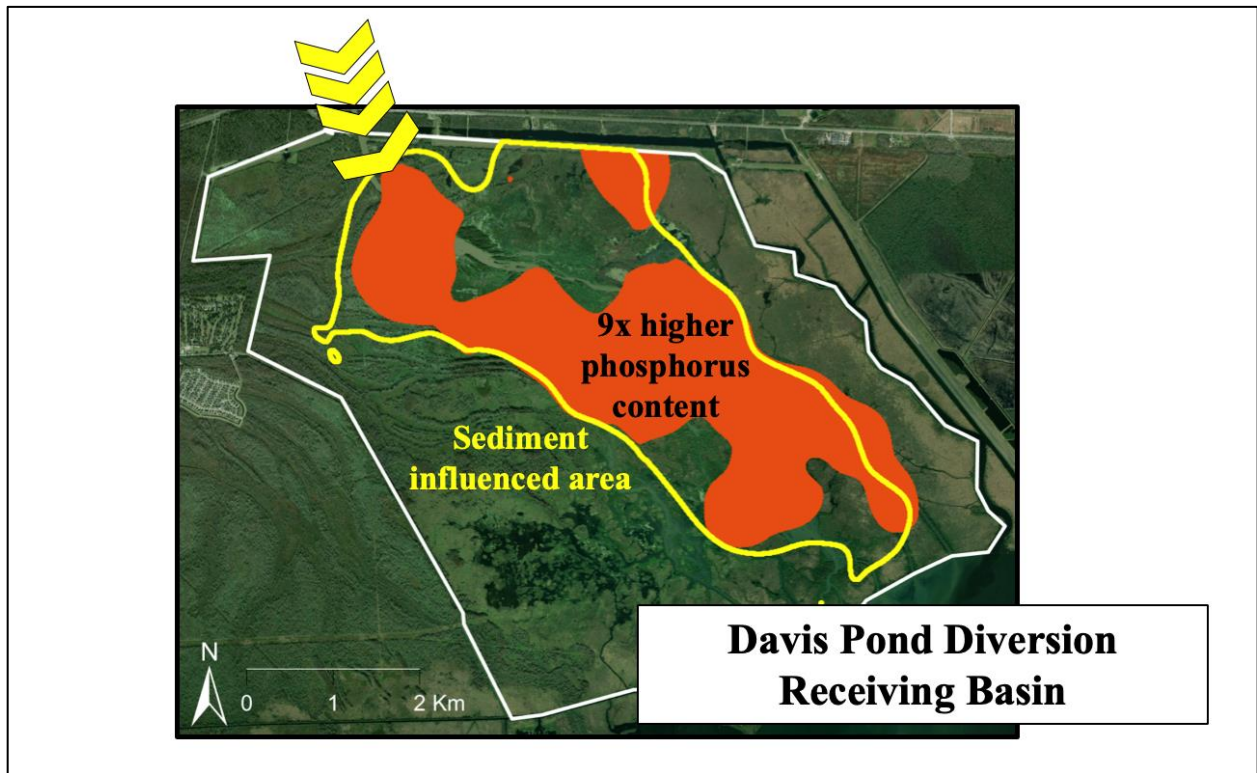 9x higher
phosphorus
content
Sediment
influenced area
N
0 1 2 Km
Davis Pond Diversion
Receiving Basin